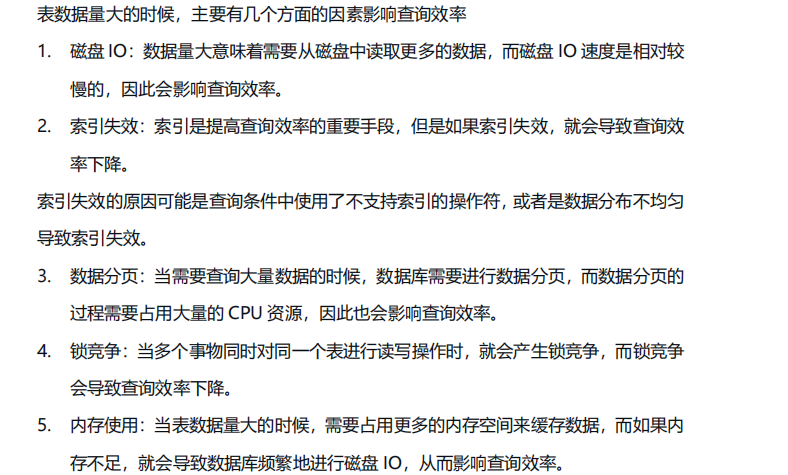 表数据量大的时候，主要有几个方面的因素影响查询效率
1. 磁盘 IO：数据量大意味着需要从磁盘中读取更多的数据，而磁盘 IO 速度是相对较
慢的，因此会影响查询效率。
2. 索引失效：索引是提高查询效率的重要手段，但是如果索引失效，就会导致查询效
率下降。
索引失效的原因可能是查询条件中使用了不支持索引的操作符，或者是数据分布不均匀
导致索引失效。
3. 数据分页：当需要查询大量数据的时候，数据库需要进行数据分页，而数据分页的
过程需要占用大量的 CPU 资源，因此也会影响查询效率。
4. 锁竞争：当多个事物同时对同一个表进行读写操作时，就会产生锁竞争，而锁竞争
会导致查询效率下降。
5. 内存使用：当表数据量大的时候，需要占用更多的内存空间来缓存数据，而如果内
存不足，就会导致数据库频繁地进行磁盘 IO，从而影响查询效率。